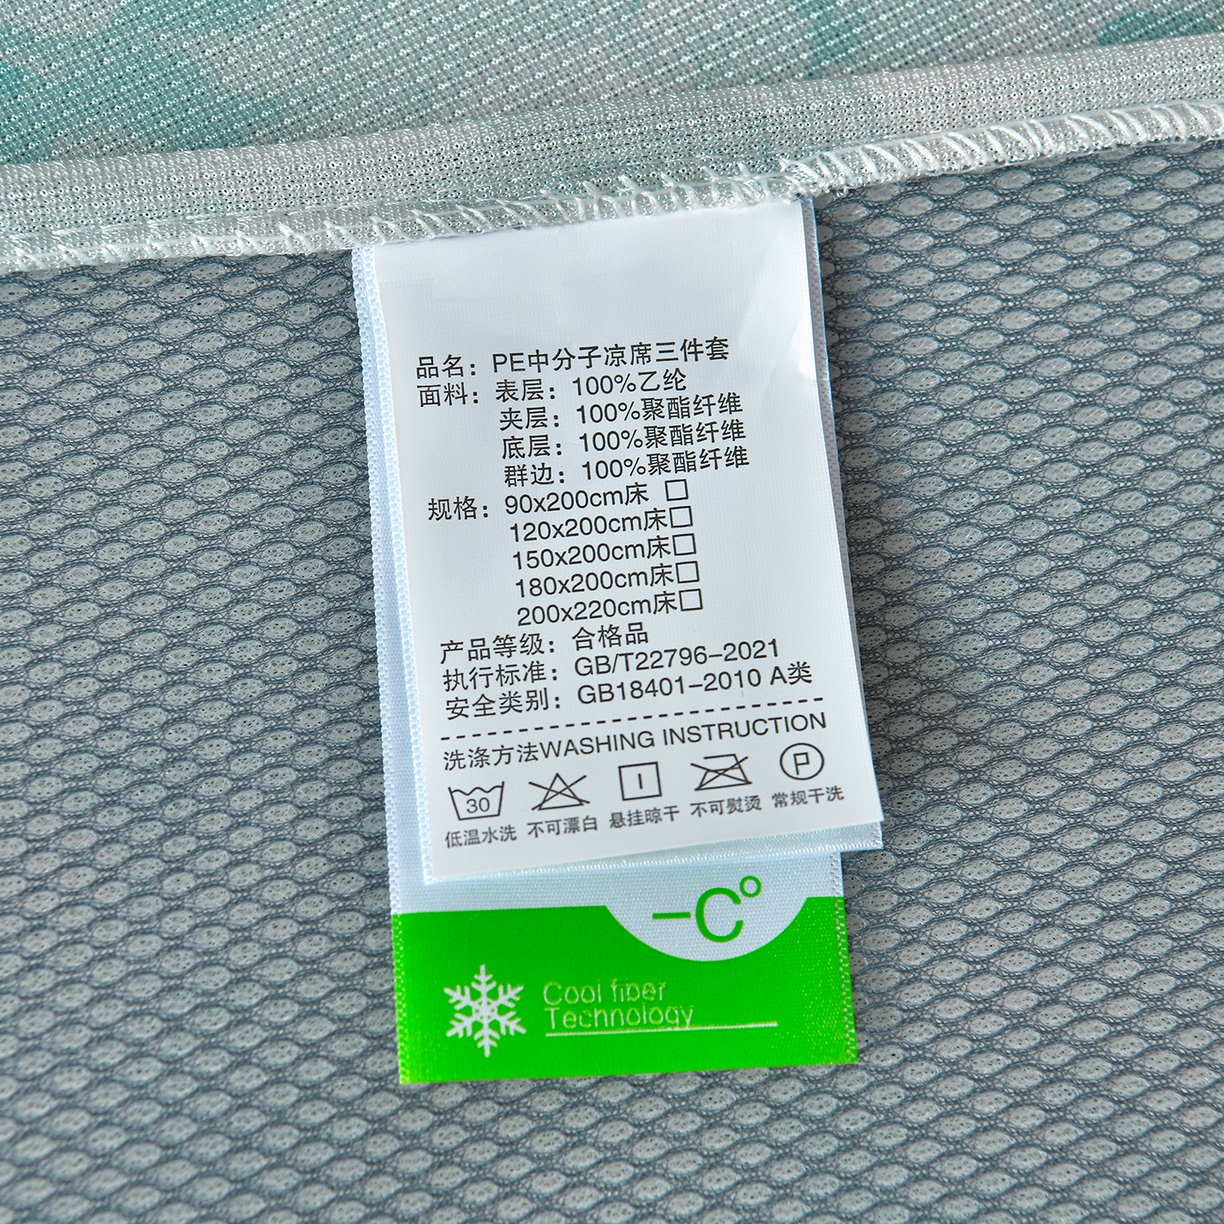 品名：PE中分子凉席三件套
面料：表层：100%乙纶
夹层：100%聚酯纤维
底层：100%聚酯纤维
群边：100%聚酯纤维
规格：90x200cm床 □
120x200cm床□
150x200cm床□
180x200cm床□
200x220cm床□
产品等级：合格品
执行标准：GB/T22796-2021
安全类别：GB18401-2010 A类
洗涤方法WASHING INSTRUCTION
30
P
低温水洗 不可漂白 悬挂晾干 不可熨烫 常规干洗
-C°
Cool fiber
Technology